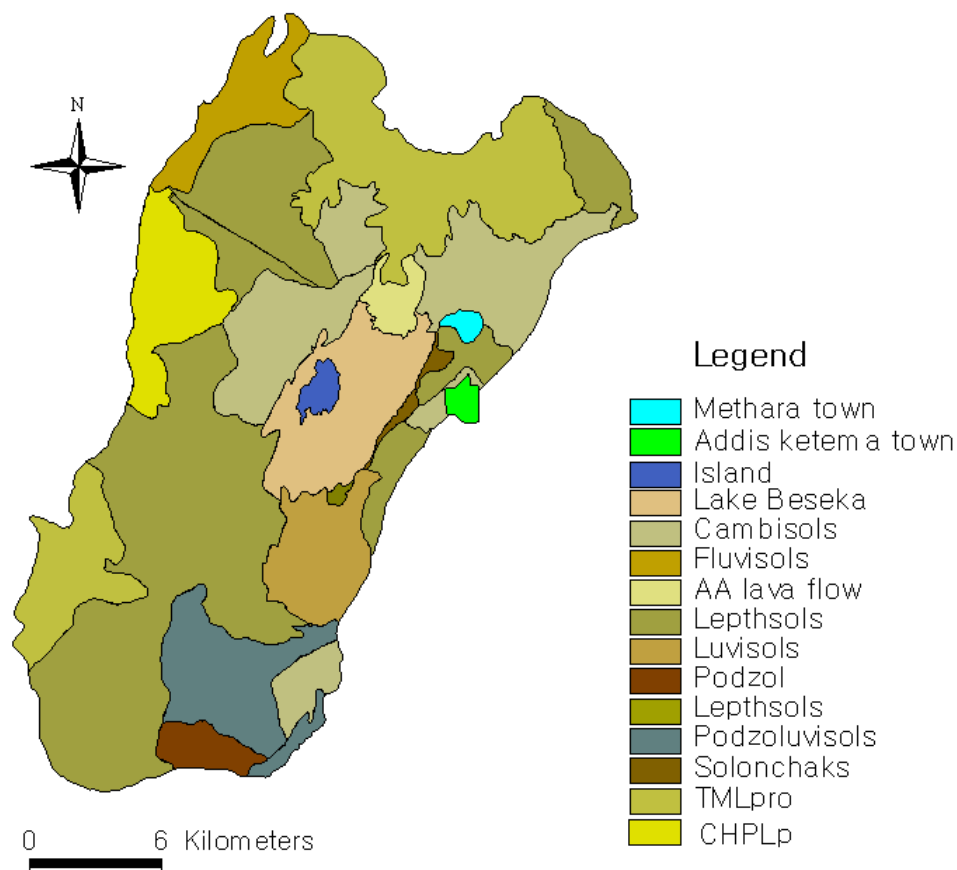 N
Legend
Methara town
Addis ketema town
Island
Lake Beseka
Cambisols
Fluvisols
AA lava flow
Lepthsols
Luvisols
Podzol
Lepthsols
Podzoluvisols
Solonchaks
TMLpro
CHPLp
0 6 Kilometers